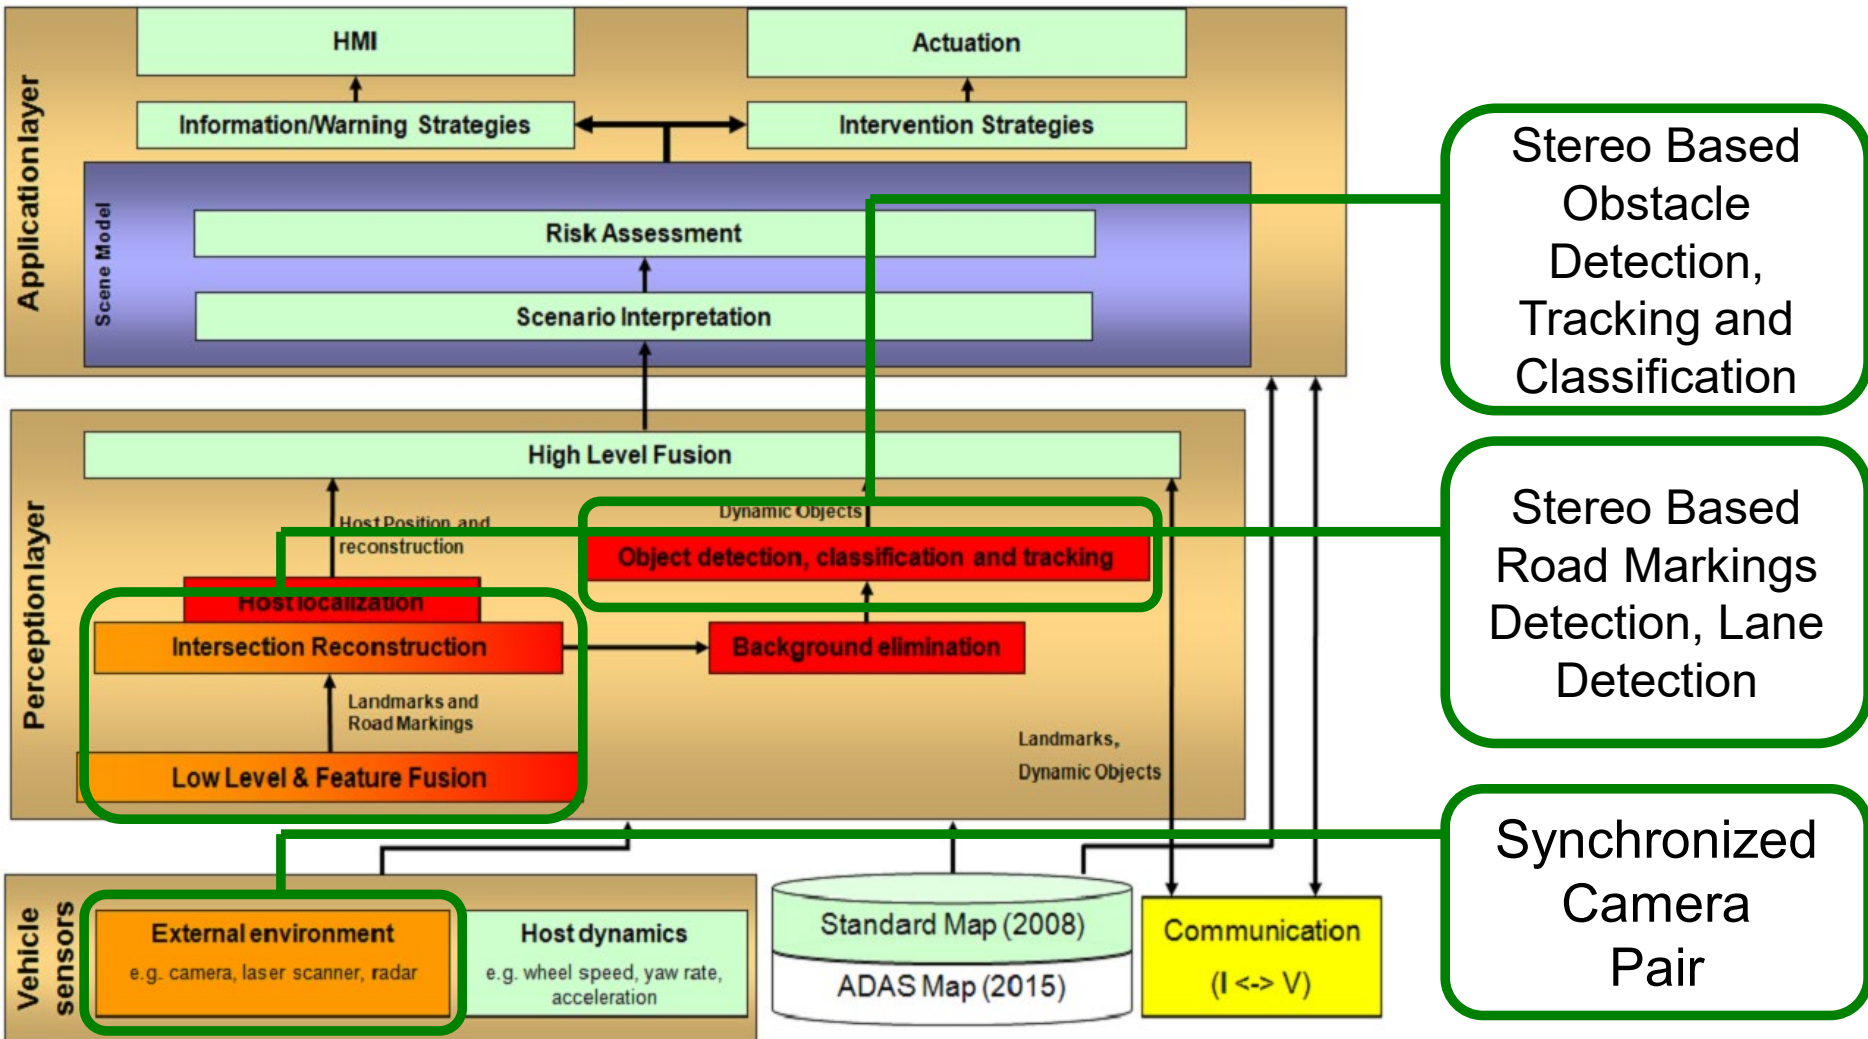 HMI
Actuation
Information/Warning Strategies
Intervention Strategies
Application layer
Scene Model
Risk Assessment
Scenario Interpretation
Stereo Based
Obstacle
Detection,
Tracking and
Classification
Perception layer
High Level Fusion
Host Position and
reconstruction
Dynamic Objects
Object detection, classification and tracking
Host localization
Intersection Reconstruction
Background elimination
Landmarks and
Road Markings
Low Level & Feature Fusion
Landmarks,
Dynamic Objects
Stereo Based
Road Markings
Detection, Lane
Detection
Vehicle
sensors
External environment
e.g. camera, laser scanner, radar
Host dynamics
e.g. wheel speed, yaw rate,
acceleration
Standard Map (2008)
ADAS Map (2015)
Communication
(I <-> V)
Synchronized
Camera
Pair